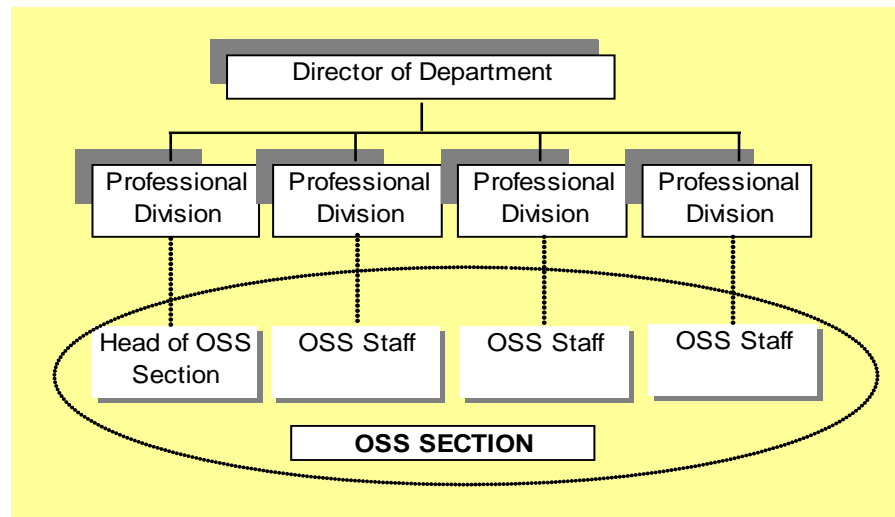 Director of Department
Professional
Division
Professional
Division
Professional
Division
Professional
Division
Head of OSS
Section
OSS Staff
OSS Staff
OSS Staff
OSS SECTION